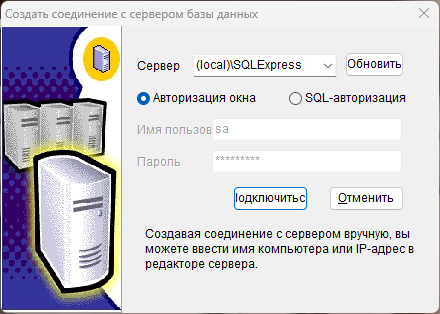 Создать соединение с сервером базы данных
Сервер (local)\SQLExpress Обновить
Авторизация окна SQL-авторизация
Имя пользов sa
Пароль *********
Іодключитьс Отменить
Создавая соединение с сервером вручную, вы
можете ввести имя компьютера или IP-адрес в
редакторе сервера.